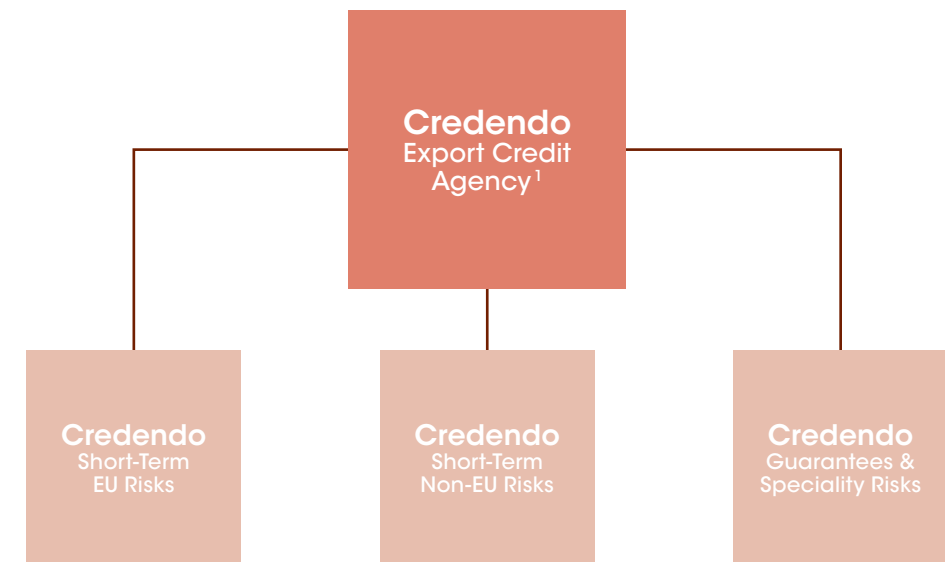 Credendo
Export Credit
Agency¹
Credendo
Short-Term
EU Risks
Credendo
Short-Term
Non-EU Risks
Credendo
Guarantees &
Speciality Risks